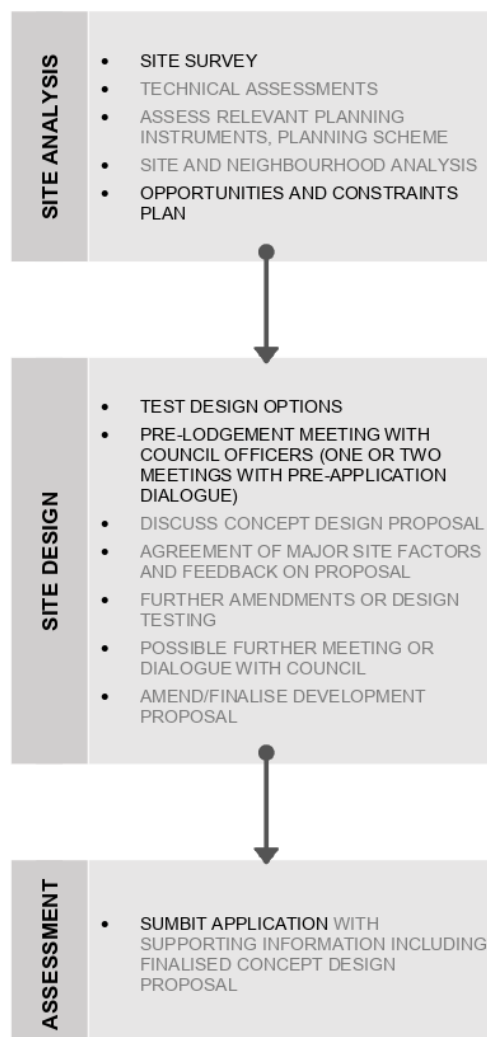 SITE ANALYSIS
• SITE SURVEY
• TECHNICAL ASSESSMENTS
• ASSESS RELEVANT PLANNING
INSTRUMENTS, PLANNING SCHEME
• SITE AND NEIGHBOURHOOD ANALYSIS
• OPPORTUNITIES AND CONSTRAINTS
PLAN
SITE DESIGN
• TEST DESIGN OPTIONS
• PRE-LODGEMENT MEETING WITH
COUNCIL OFFICERS (ONE OR TWO
MEETINGS WITH PRE-APPLICATION
DIALOGUE)
• DISCUSS CONCEPT DESIGN PROPOSAL
• AGREEMENT OF MAJOR SITE FACTORS
AND FEEDBACK ON PROPOSAL
• FURTHER AMENDMENTS OR DESIGN
TESTING
• POSSIBLE FURTHER MEETING OR
DIALOGUE WITH COUNCIL
• AMEND/FINALISE DEVELOPMENT
PROPOSAL
ASSESSMENT
• SUMBIT APPLICATION WITH
SUPPORTING INFORMATION INCLUDING
FINALISED CONCEPT DESIGN
PROPOSAL